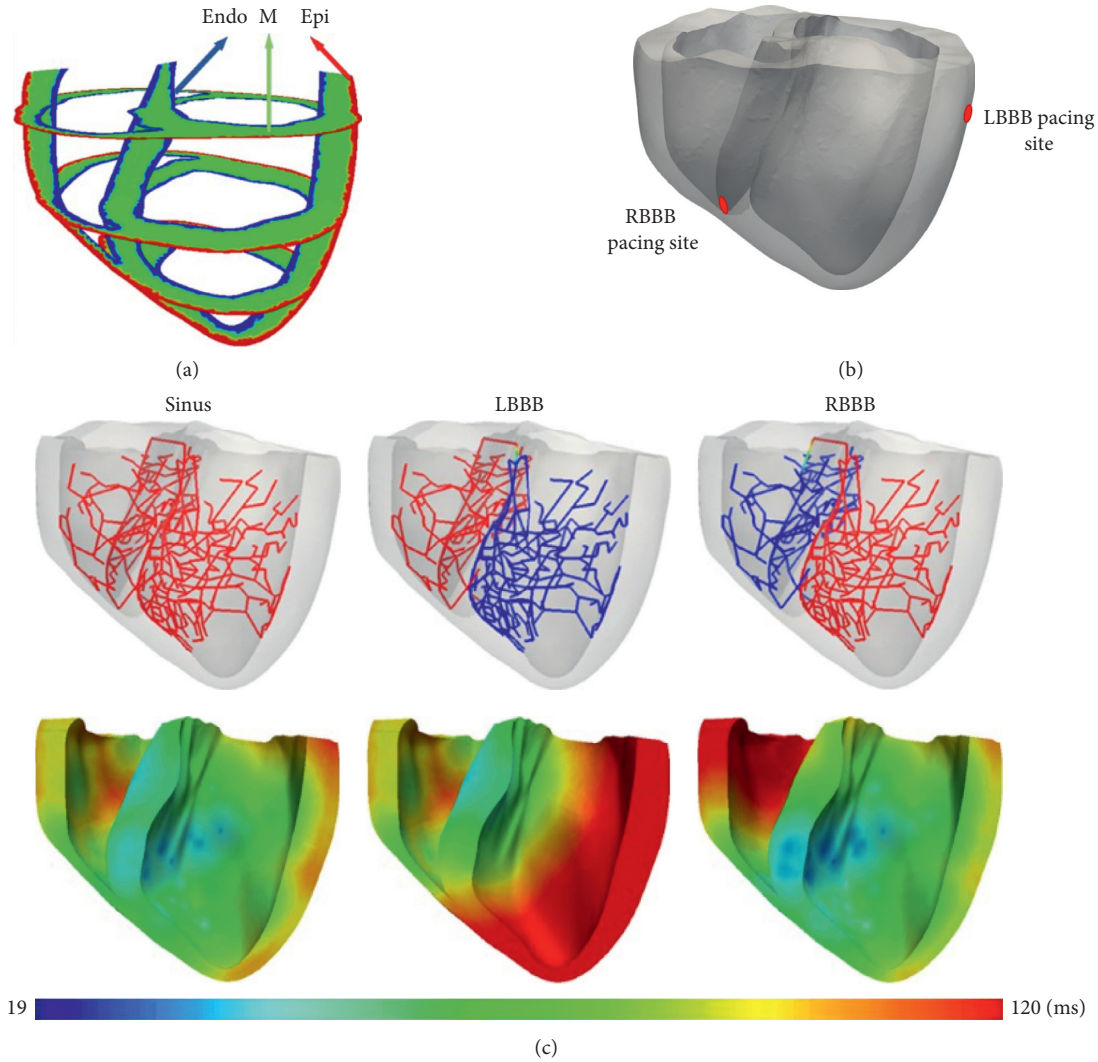 Endo M Epi
LBBB pacing
site
RBBB
pacing site
(a)
(b)
Sinus
LBBB
RBBB
19
120 (ms)
(c)